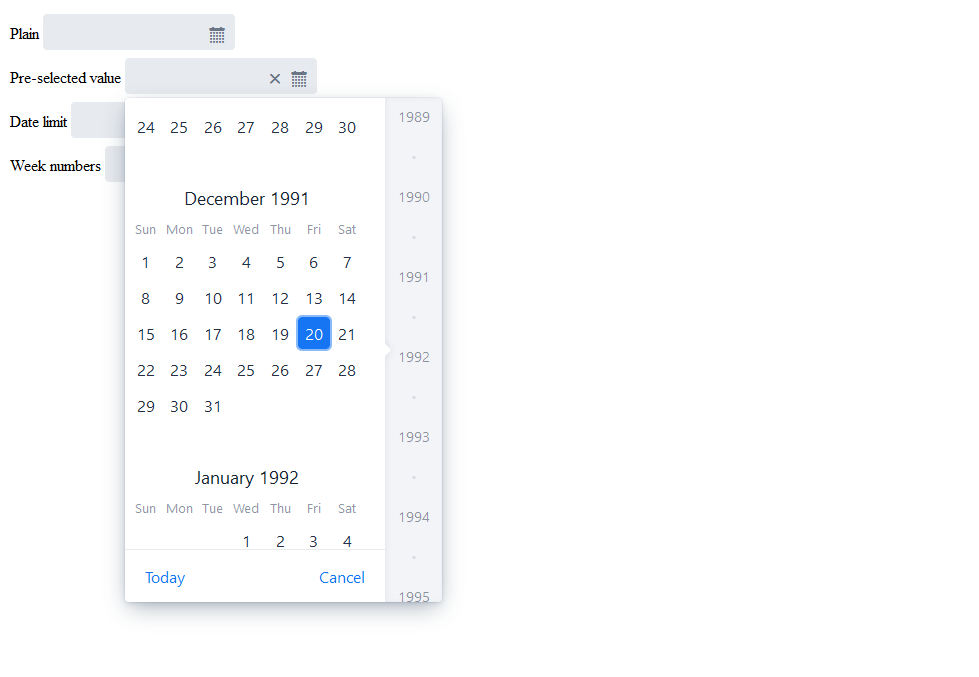 Plain
Pre-selected value
Date limit
Week numbers
24 25 26 27 28 29 30
December 1991
Sun Mon Tue Wed Thu Fri Sat
1 2 3 4 5 6 7
8 9 10 11 12 13 14
15 16 17 18 19 20 21
22 23 24 25 26 27 28
29 30 31
January 1992
Sun Mon Tue Wed Thu Fri Sat
1 2 3 4
Today Cancel
1989
1990
1991
1992
1993
1994
1995